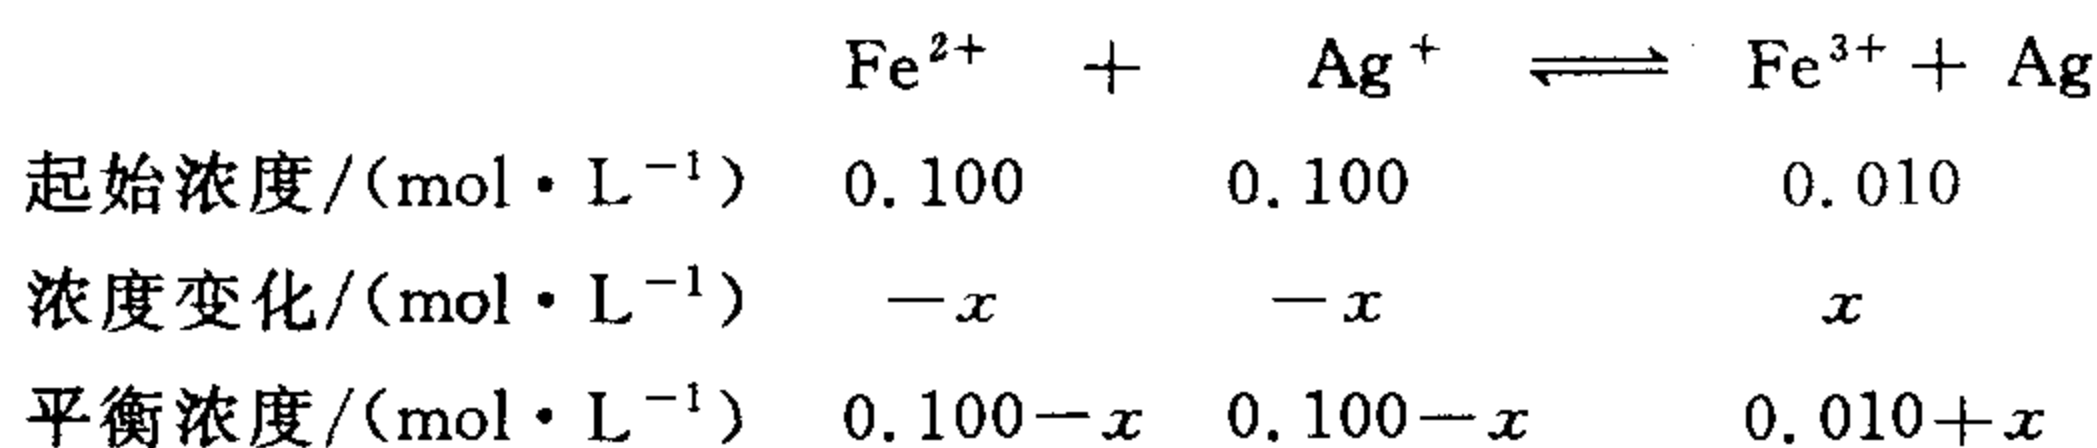 Fe²⁺ + Ag⁺ ⇌ Fe³⁺ + Ag
起始浓度/(mol·L⁻¹) 0.100 0.100 0.010
浓度变化/(mol·L⁻¹) -x -x x
平衡浓度/(mol·L⁻¹) 0.100-x 0.100-x 0.010+x